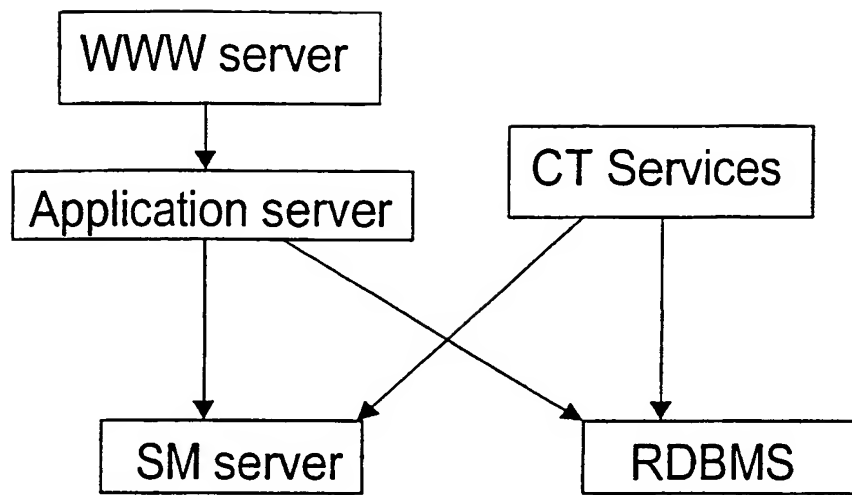 WWW server
CT Services
Application server
SM server
RDBMS